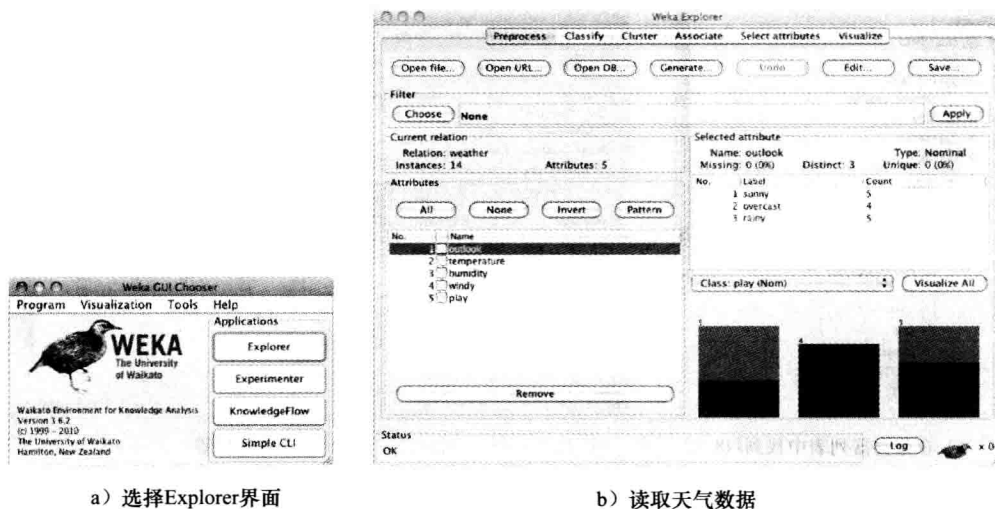 Weka GUI Chooser
Program Visualization Tools Help
Applications
WEKA
The University
of Waikato
Explorer
Experimenter
KnowledgeFlow
Simple CLI
Waikato Environment for Knowledge Analysis
Version 3.6.2
(c) 1999 - 2010
The University of Waikato
Hamilton, New Zealand
a）选择Explorer界面
Weka Explorer
Preprocess Classify Cluster Associate Select attributes Visualize
Open file... Open URL... Open DB... Generate... Undo Edit... Save...
Filter
Choose None Apply
Current relation
Relation: weather
Instances: 14 Attributes: 5
Attributes
All None Invert Pattern
No. Name
1 outlook
2 temperature
3 humidity
4 windy
5 play
Remove
Selected attribute
Name: outlook Type: Nominal
Missing: 0 (0%) Distinct: 3 Unique: 0 (0%)
No. Label Count
1 sunny 5
2 overcast 4
3 rainy 5
Class: play (Nom) Visualize All
5 4 5
Status
OK
Log x 0
b）读取天气数据